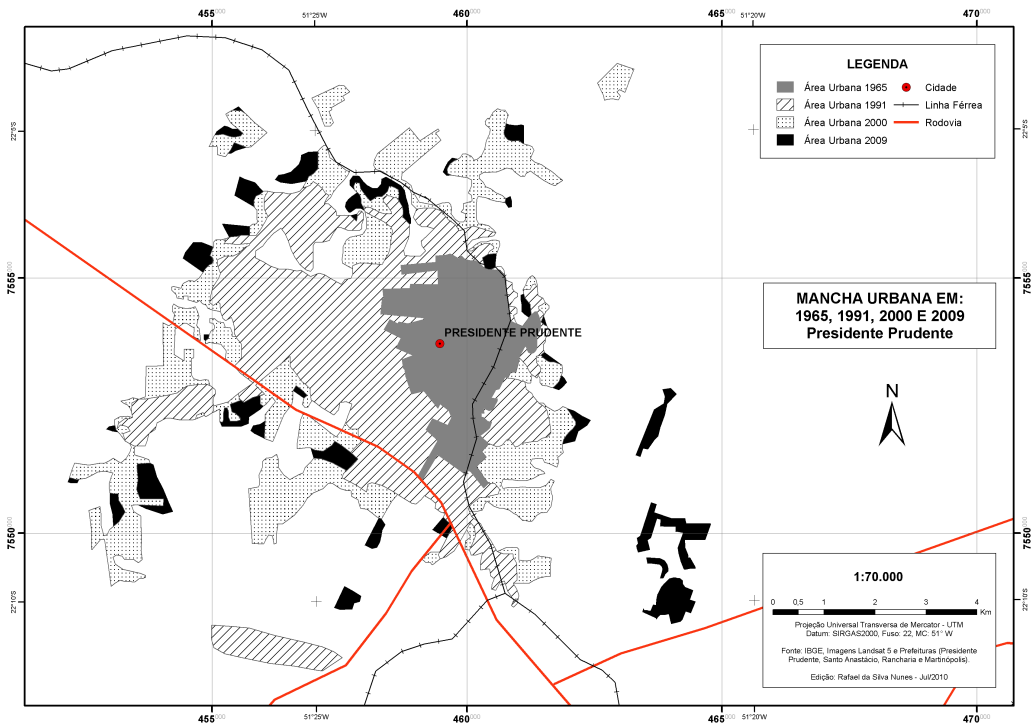 455000 460000 465000 470000
51°25'W 51°20'W
22°5'S 22°5'S
7655000 7655000
7550000 7550000
22°10'S 22°10'S
LEGENDA
Área Urbana 1965 Cidade
Área Urbana 1991 Linha Férrea
Área Urbana 2000 Rodovia
Área Urbana 2009
MANCHA URBANA EM:
1965, 1991, 2000 E 2009
Presidente Prudente
PRESIDENTE PRUDENTE
N
1:70.000
0 0,5 1 2 3 4
Km
Projeção Universal Transversa de Mercator - UTM
Datum: SIRGAS2000, Fuso: 22, MC: 51° W
Fonte: IBGE, Imagens Landsat 5 e Prefeituras (Presidente
Prudente, Santo Anastácio, Rancharia e Martinópolis).
Edição: Rafael da Silva Nunes - Jul/2010
455000 51°25'W 460000 465000 51°20'W 470000